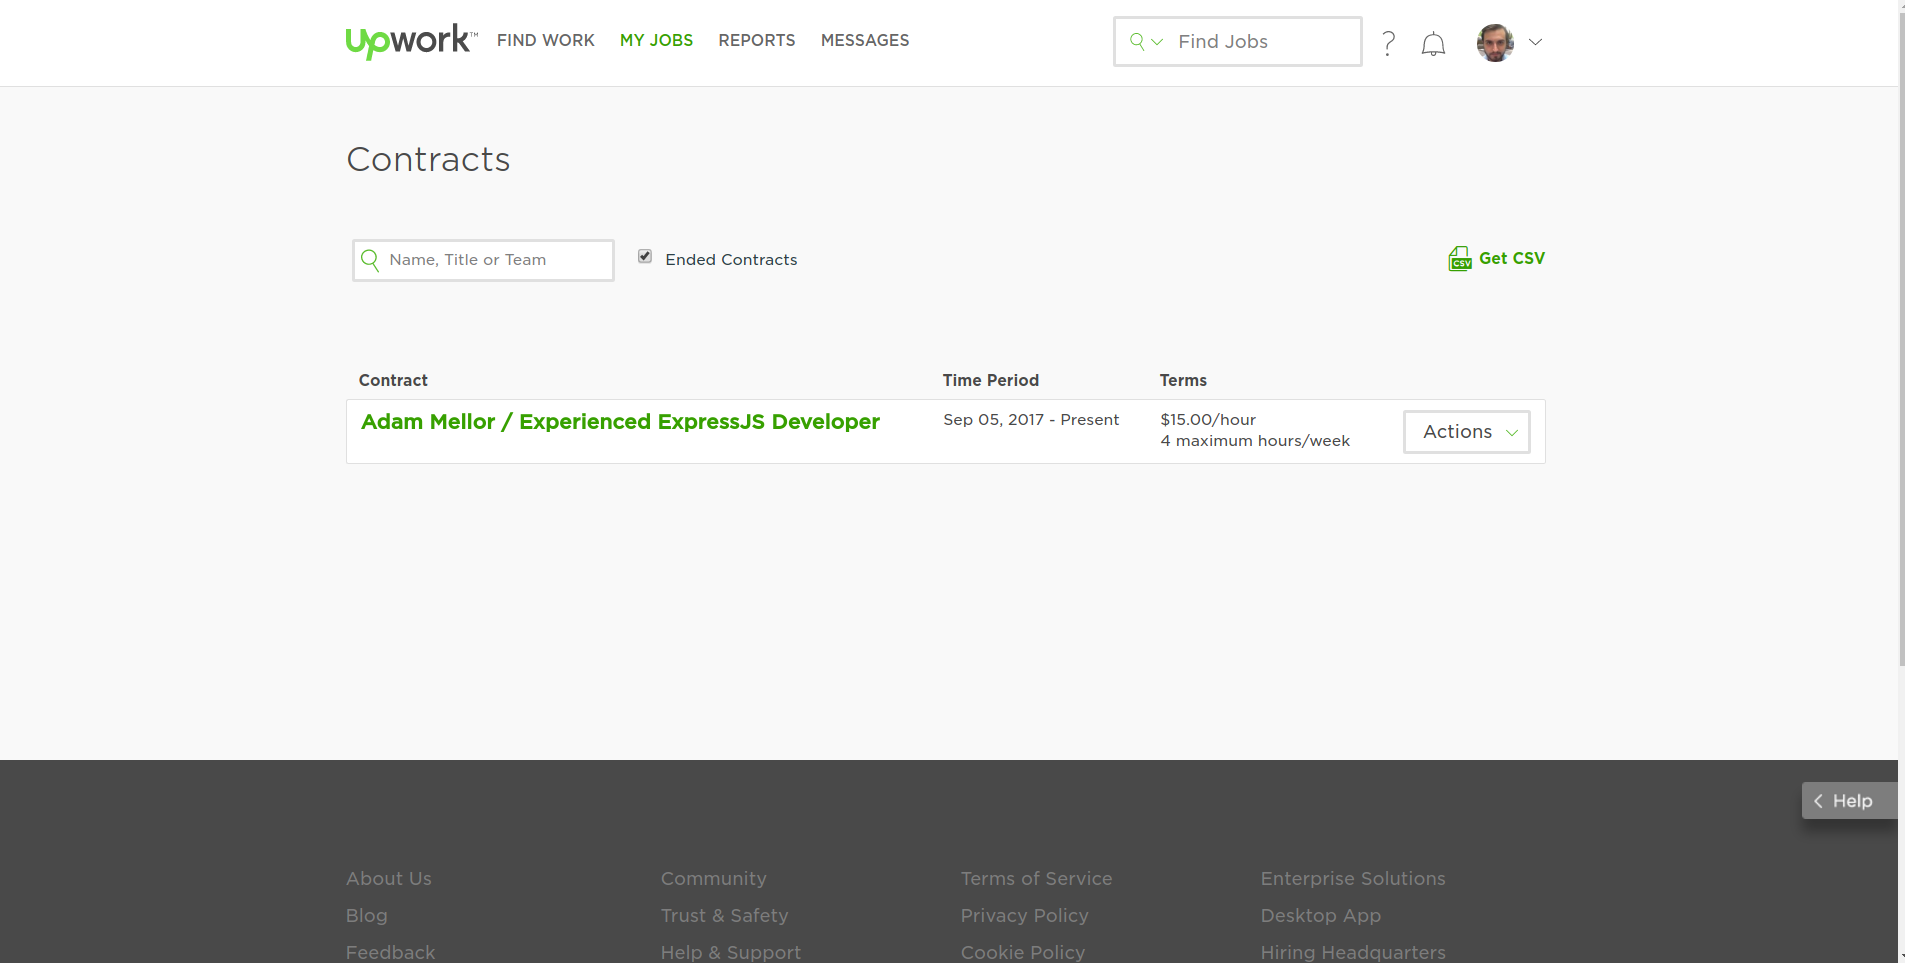 Upwork™ FIND WORK MY JOBS REPORTS MESSAGES Find Jobs
Contracts
Name, Title or Team Ended Contracts CSV Get CSV
Contract Time Period Terms
Adam Mellor / Experienced ExpressJS Developer Sep 05, 2017 - Present $15.00/hour
4 maximum hours/week
Actions
Help
About Us Community Terms of Service Enterprise Solutions
Blog Trust & Safety Privacy Policy Desktop App
Feedback Help & Support Cookie Policy Hiring Headquarters